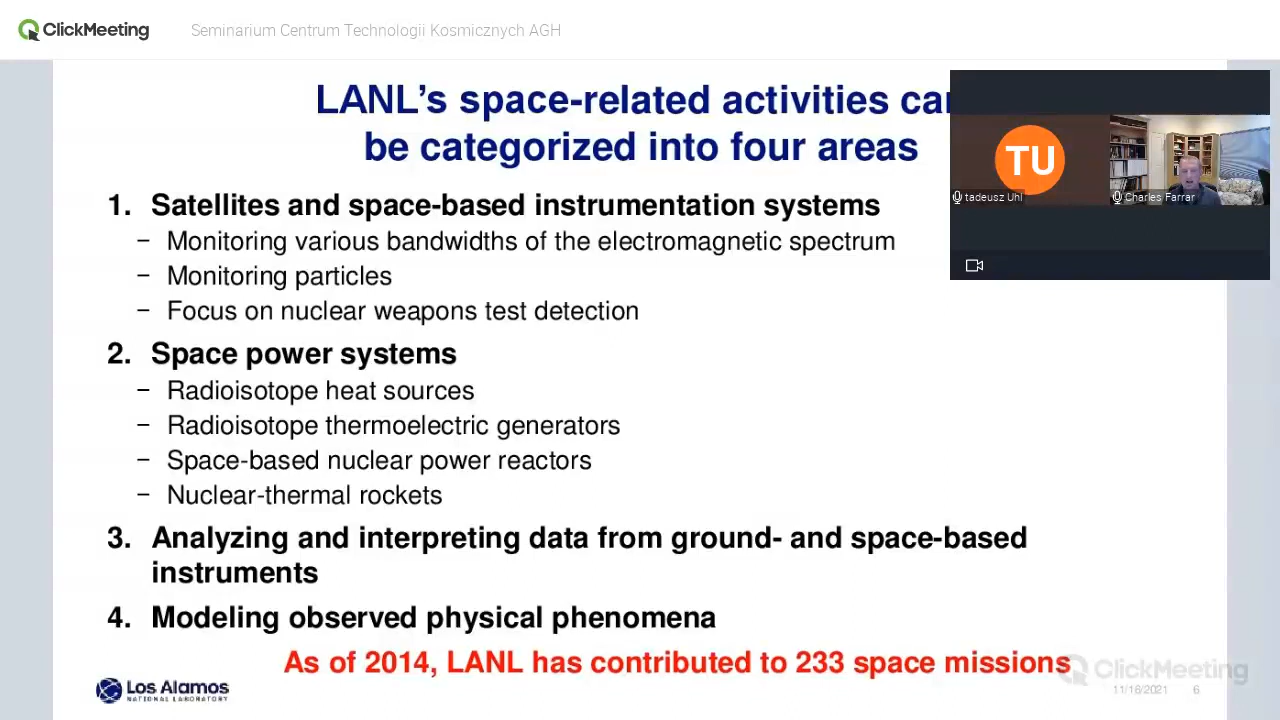 ClickMeeting
Seminarium Centrum Technologii Kosmicznych AGH
LANL's space-related activities can
be categorized into four areas
TU
tadeusz Uhl
Charles Farrar
1. Satellites and space-based instrumentation systems
− Monitoring various bandwidths of the electromagnetic spectrum
− Monitoring particles
− Focus on nuclear weapons test detection
2. Space power systems
− Radioisotope heat sources
− Radioisotope thermoelectric generators
− Space-based nuclear power reactors
− Nuclear-thermal rockets
3. Analyzing and interpreting data from ground- and space-based
instruments
4. Modeling observed physical phenomena
As of 2014, LANL has contributed to 233 space missions
ClickMeeting
Los Alamos
NATIONAL LABORATORY
11/16/2021 6